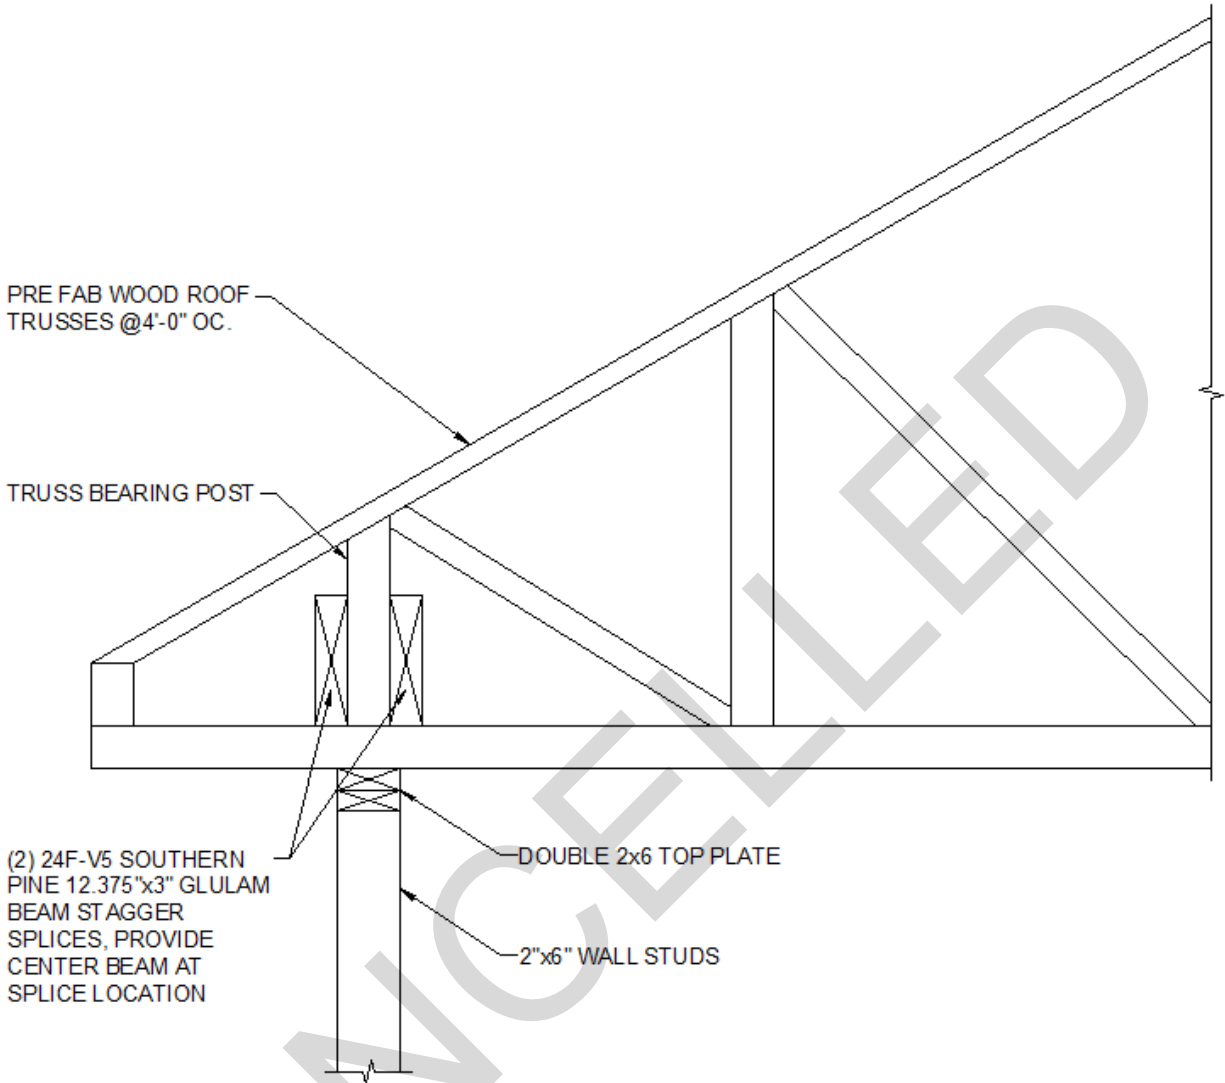 PRE FAB WOOD ROOF
TRUSSES @4'-0" OC.
TRUSS BEARING POST
(2) 24F-V5 SOUTHERN
PINE 12.375"x3" GLULAM
BEAM STAGGER
SPLICES, PROVIDE
CENTER BEAM AT
SPLICE LOCATION
DOUBLE 2x6 TOP PLATE
2"x6" WALL STUDS
NCELLED